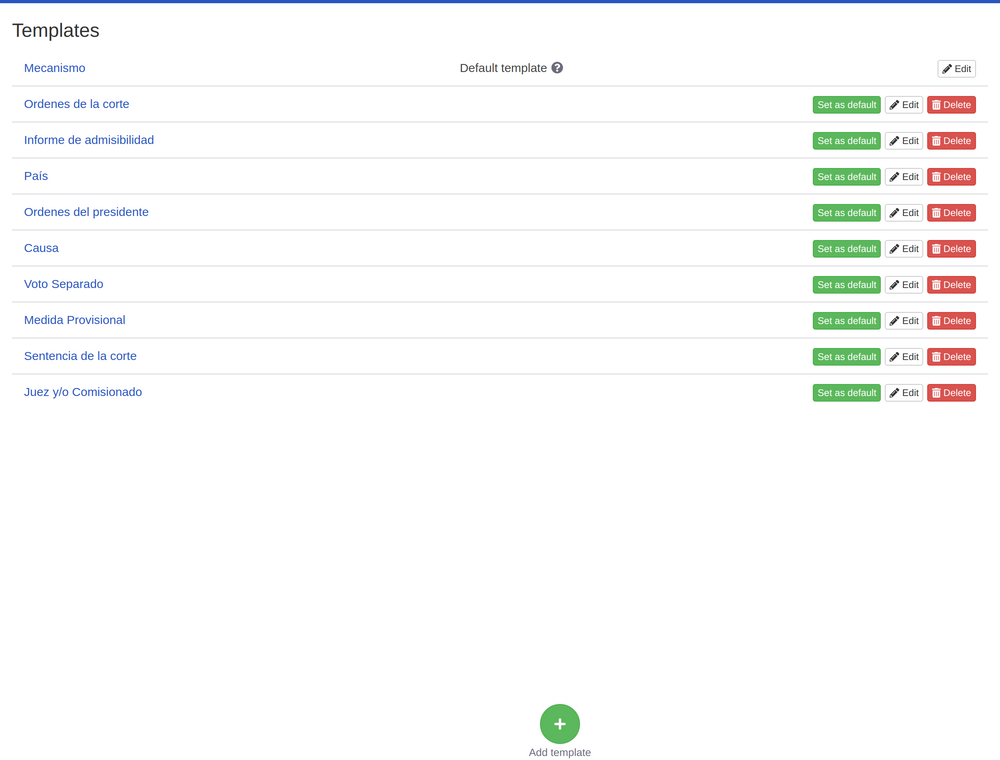 Templates
Mecanismo Default template ? Edit
Ordenes de la corte Set as default Edit Delete
Informe de admisibilidad Set as default Edit Delete
País Set as default Edit Delete
Ordenes del presidente Set as default Edit Delete
Causa Set as default Edit Delete
Voto Separado Set as default Edit Delete
Medida Provisional Set as default Edit Delete
Sentencia de la corte Set as default Edit Delete
Juez y/o Comisionado Set as default Edit Delete
+
Add template